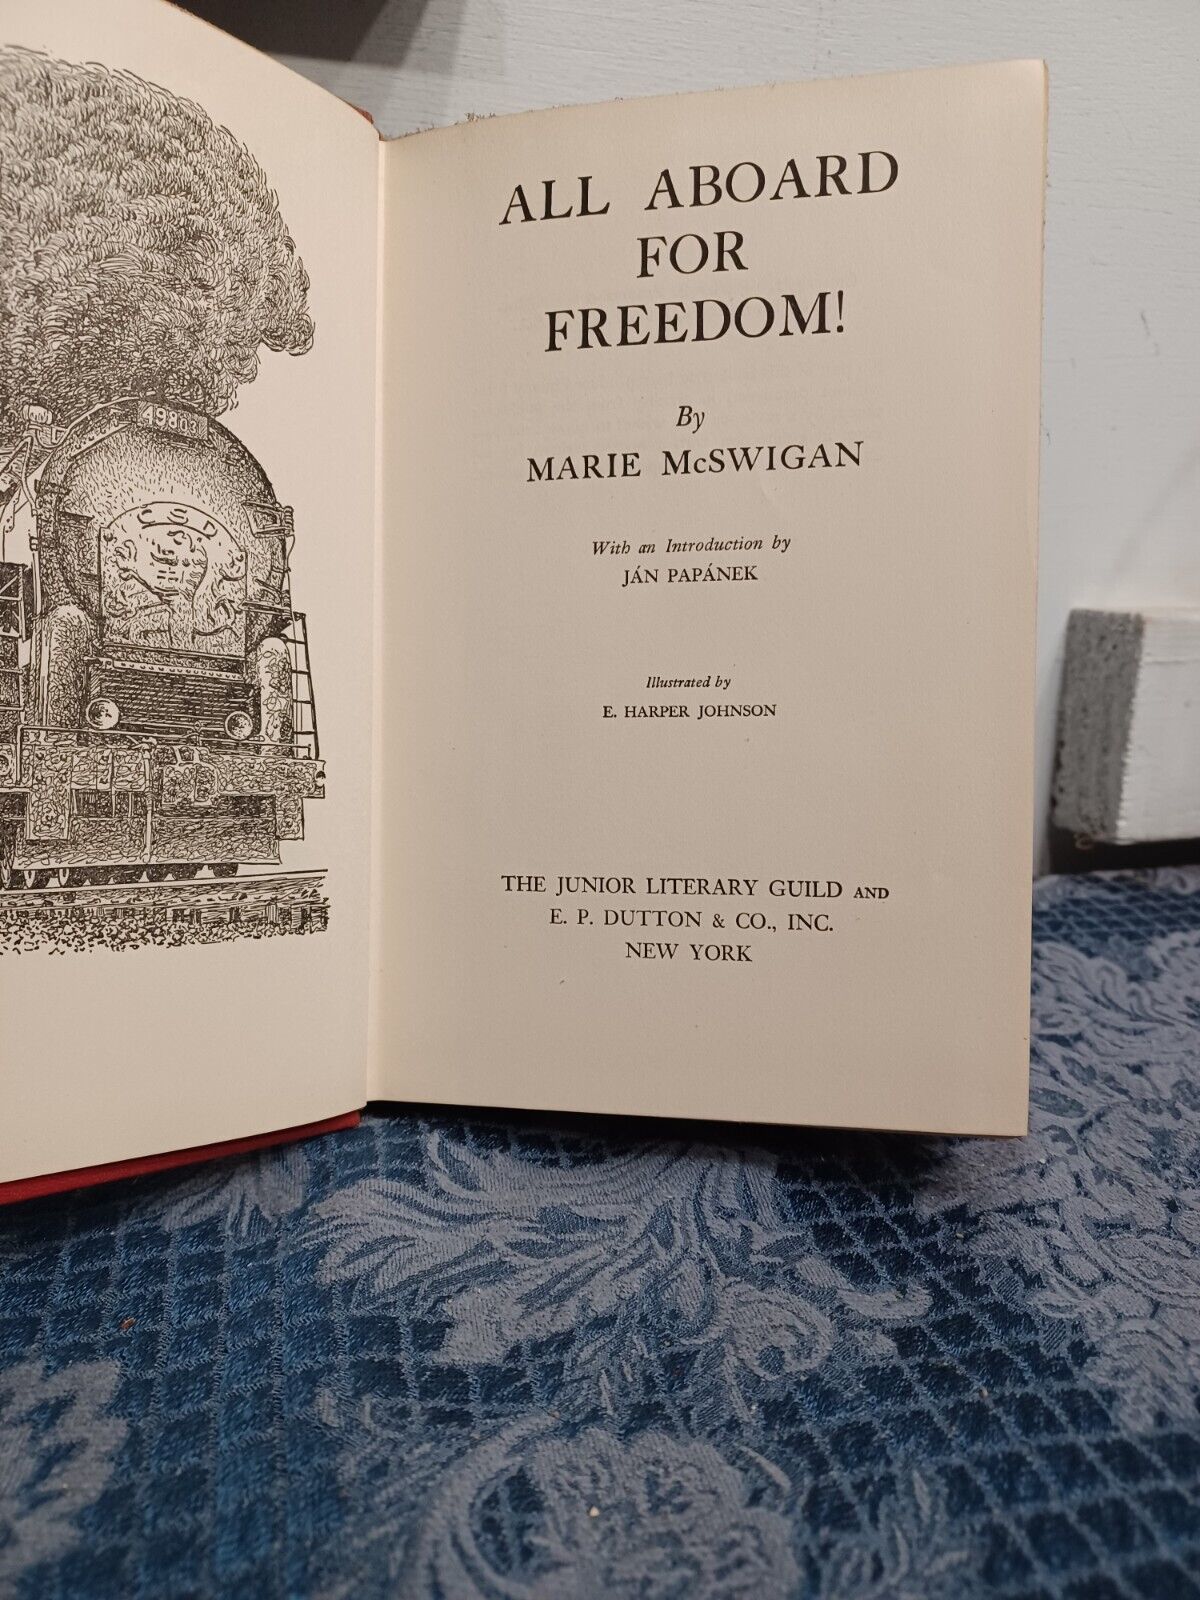 49803
CSD
ALL ABOARD
FOR
FREEDOM!
By
MARIE McSWIGAN
With an Introduction by
JÁN PAPÁNEK
Illustrated by
E. HARPER JOHNSON
THE JUNIOR LITERARY GUILD AND
E. P. DUTTON & CO., INC.
NEW YORK